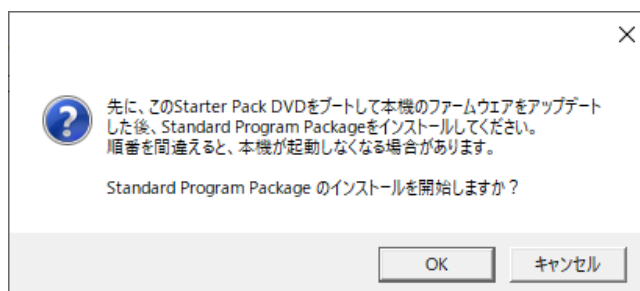 先に、このStarter Pack DVDをブートして本機のファームウエアをアップデート
した後、Standard Program Packageをインストールしてください。
順番を間違えると、本機が起動しなくなる場合があります。
Standard Program Package のインストールを開始しますか？
OK
キャンセル